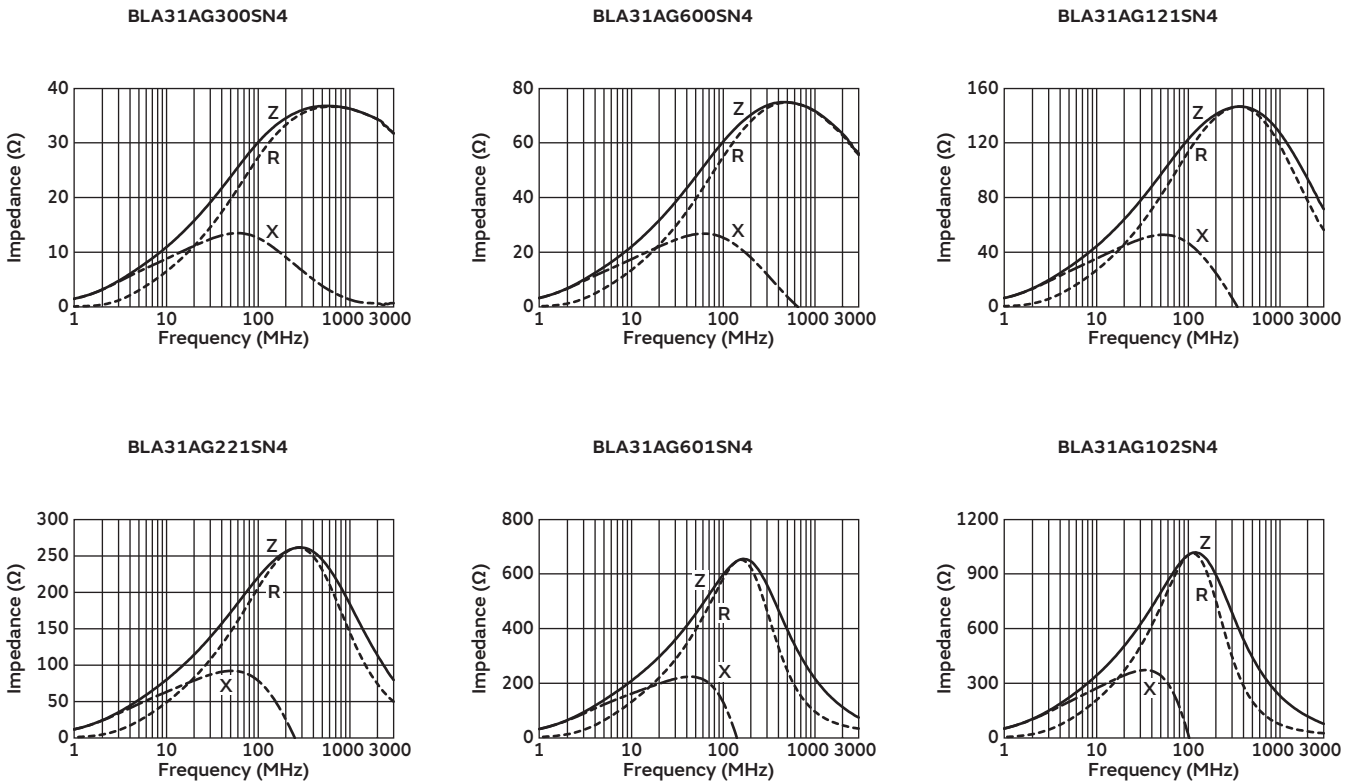 BLA31AG300SN4
Impedance (Ω)
40
30
20
10
0
Z
R
X
1 10 100 1000 3000
Frequency (MHz)
BLA31AG600SN4
Impedance (Ω)
80
60
40
20
0
Z
R
X
1 10 100 1000 3000
Frequency (MHz)
BLA31AG121SN4
Impedance (Ω)
160
120
80
40
0
Z
R
X
1 10 100 1000 3000
Frequency (MHz)
BLA31AG221SN4
Impedance (Ω)
300
250
200
150
100
50
0
Z
R
X
1 10 100 1000 3000
Frequency (MHz)
BLA31AG601SN4
Impedance (Ω)
800
600
400
200
0
Z
R
X
1 10 100 1000 3000
Frequency (MHz)
BLA31AG102SN4
Impedance (Ω)
1200
900
600
300
0
Z
R
X
1 10 100 1000 3000
Frequency (MHz)